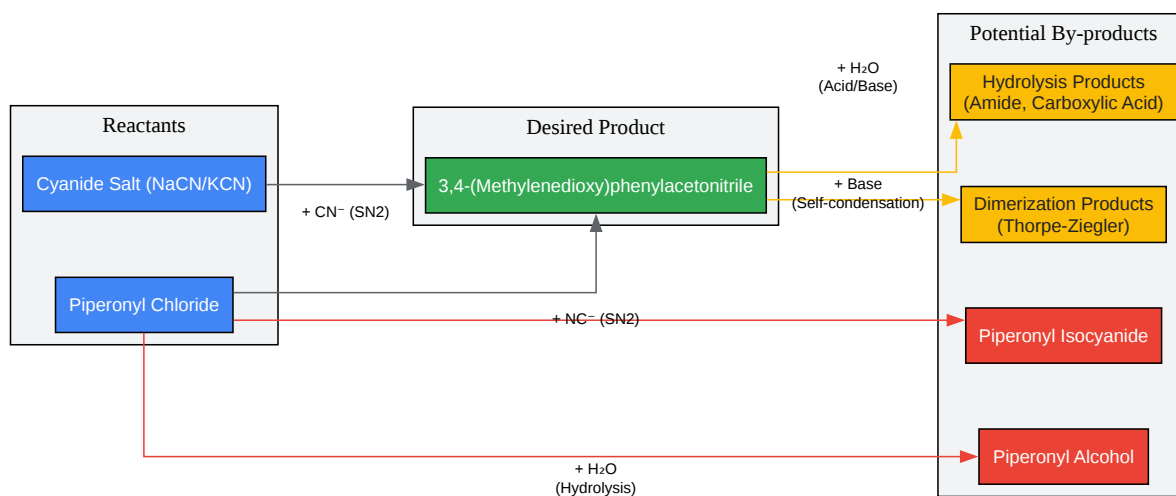 Potential By-products
+ H₂O
(Acid/Base)
Hydrolysis Products
(Amide, Carboxylic Acid)
Reactants
Desired Product
Cyanide Salt (NaCN/KCN)
3,4-(Methylenedioxy)phenylacetonitrile
+ CN⁻ (SN2)
+ Base
(Self-condensation)
Dimerization Products
(Thorpe-Ziegler)
Piperonyl Chloride
+ NC⁻ (SN2)
Piperonyl Isocyanide
Piperonyl Alcohol
+ H₂O
(Hydrolysis)